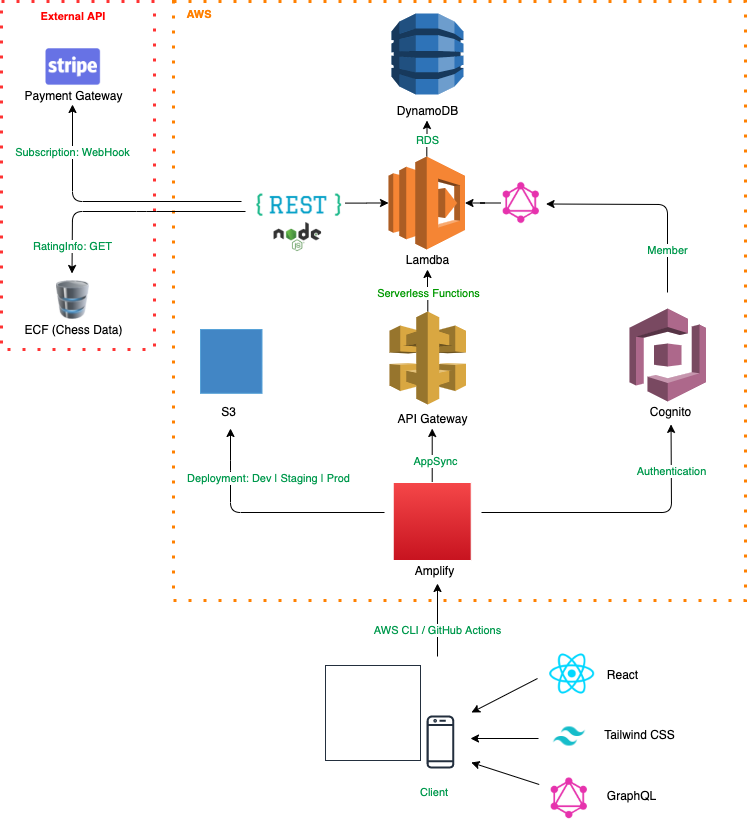 External API
AWS
stripe
Payment Gateway
DynamoDB
Subscription: WebHook
RDS
{ REST }
node
JS
Lamdba
RatingInfo: GET
Member
Serverless Functions
ECF (Chess Data)
S3
API Gateway
Cognito
AppSync
Authentication
Deployment: Dev | Staging | Prod
Amplify
AWS CLI / GitHub Actions
React
Tailwind CSS
Client
GraphQL